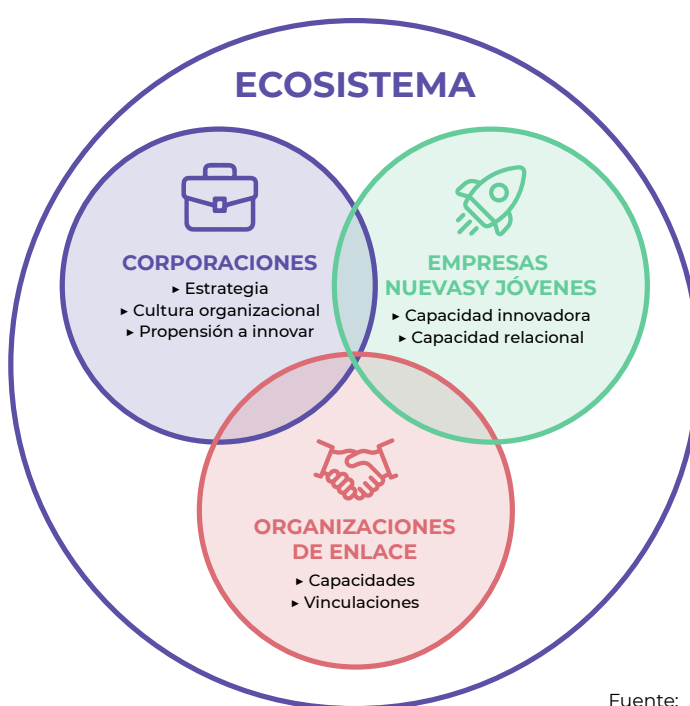 ECOSISTEMA
CORPORACIONES
▸ Estrategia
▸ Cultura organizacional
▸ Propensión a innovar
EMPRESAS
NUEVASY JÓVENES
▸ Capacidad innovadora
▸ Capacidad relacional
ORGANIZACIONES
DE ENLACE
▸ Capacidades
▸ Vinculaciones
Fuente: